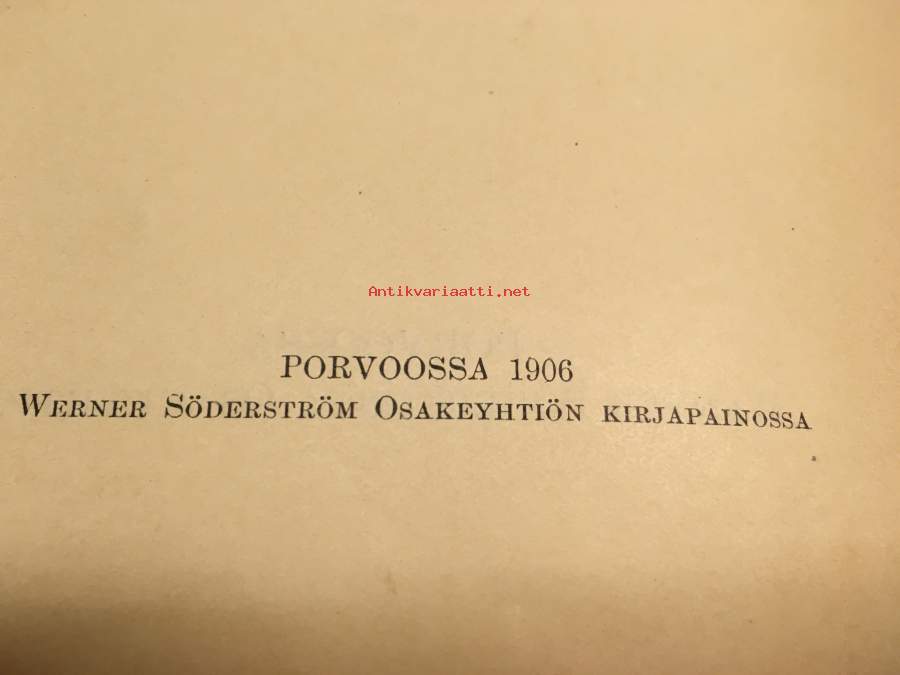 Antikvariaatti.net
PORVOOSSA 1906
WERNER SÖDERSTRÖM OSAKEYHTIÖN KIRJAPAINOSSA